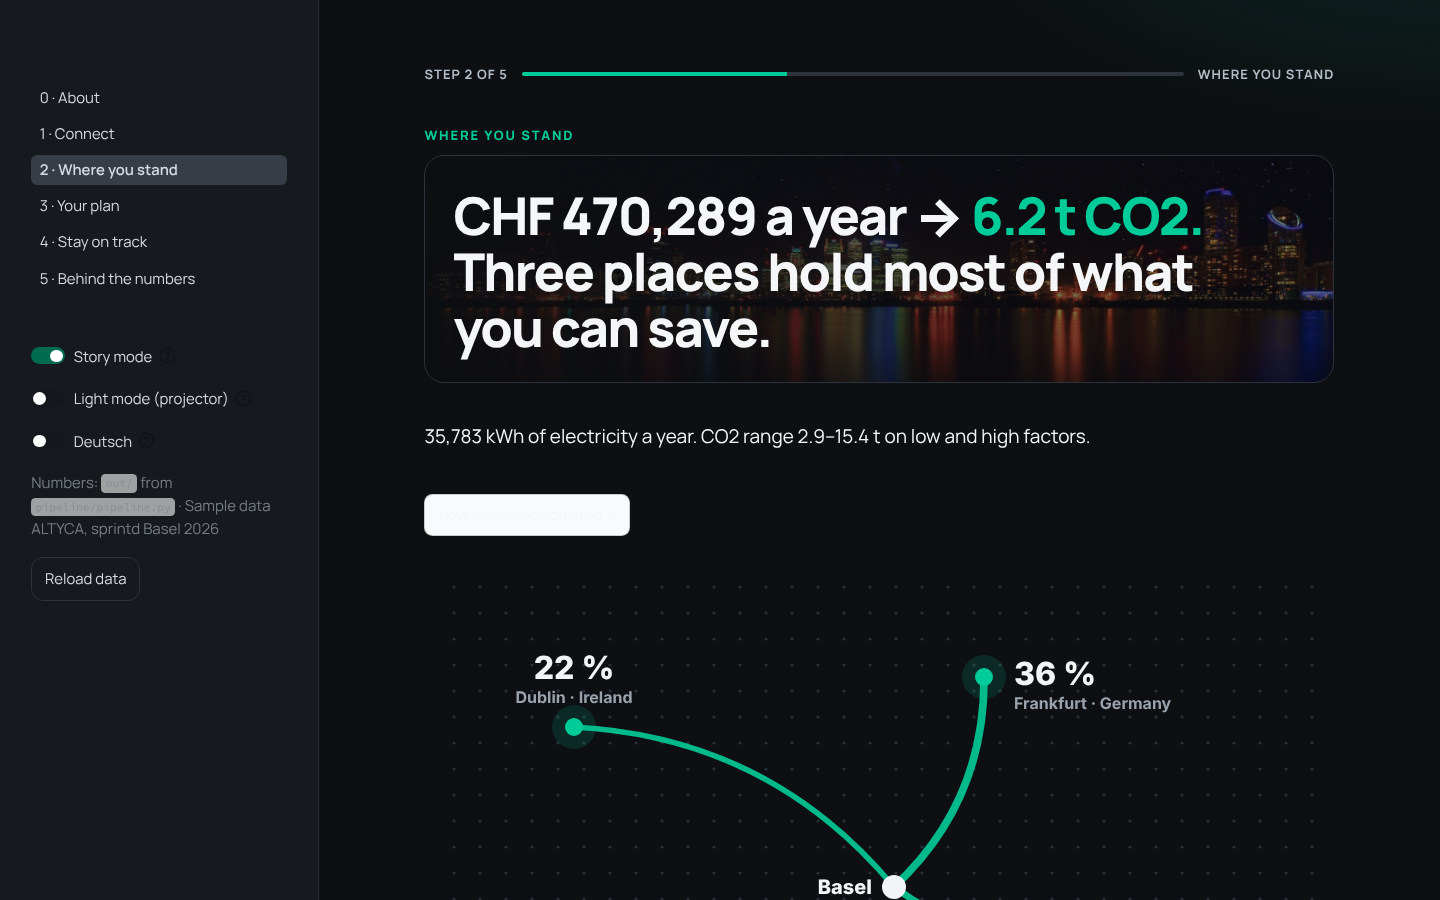 0 · About
1 · Connect
2 · Where you stand
3 · Your plan
4 · Stay on track
5 · Behind the numbers
Story mode
Light mode (projector)
Deutsch
Numbers: out/ from
pipeline/pipeline.py · Sample data
ALTYCA, sprintd Basel 2026
Reload data
STEP 2 OF 5
WHERE YOU STAND
WHERE YOU STAND
CHF 470,289 a year → 6.2 t CO2.
Three places hold most of what
you can save.
35,783 kWh of electricity a year. CO2 range 2.9–15.4 t on low and high factors.
How this was calculated
22 %
Dublin · Ireland
36 %
Frankfurt · Germany
Basel